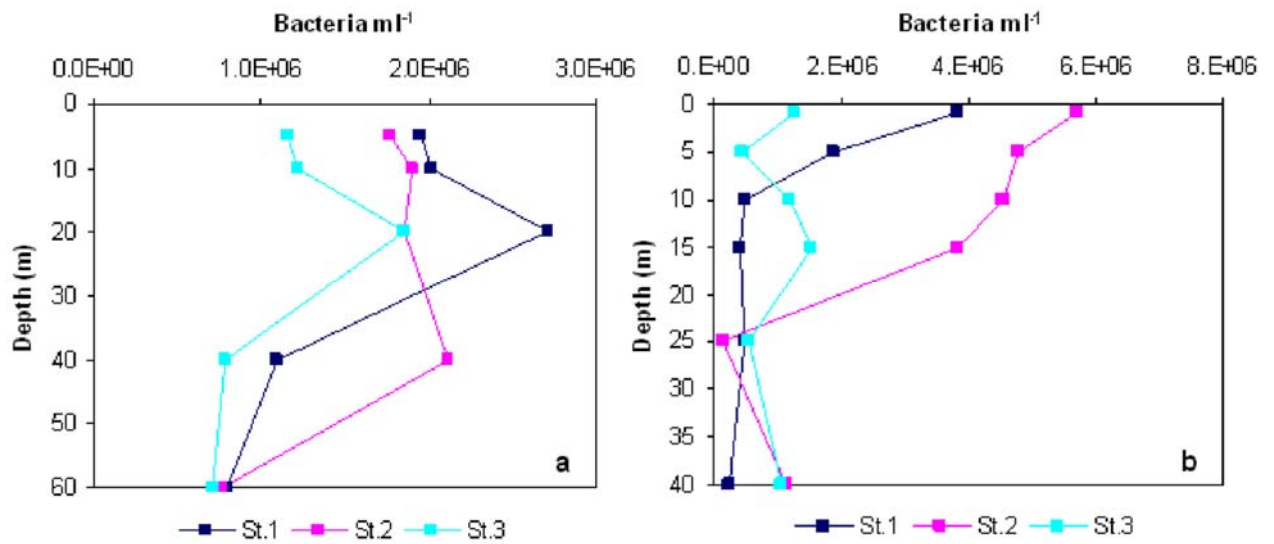 Bacteria ml⁻¹
0.0E+00 1.0E+06 2.0E+06 3.0E+06
0
10
20
30
40
50
60
Depth (m)
a
St.1 St.2 St.3
Bacteria ml⁻¹
0.E+00 2.E+06 4.E+06 6.E+06 8.E+06
0
5
10
15
20
25
30
35
40
Depth (m)
b
St.1 St.2 St.3